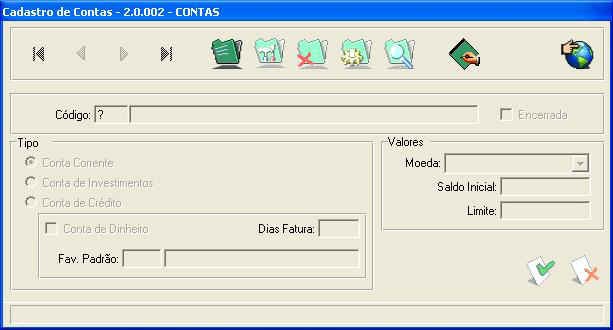 Cadastro de Contas - 2.0.002 - CONTAS
Código: ?
Encerrada
Tipo
Conta Corrente
Conta de Investimentos
Conta de Crédito
Conta de Dinheiro
Dias Fatura:
Fav. Padrão:
Valores
Moeda:
Saldo Inicial:
Limite: